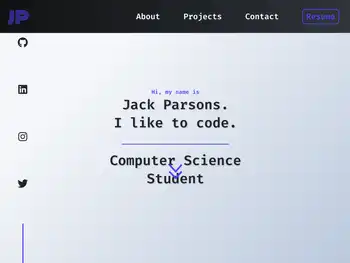 JP
About
Projects
Contact
Resume
Hi, my name is
Jack Parsons.
I like to code.
Computer Science
Student